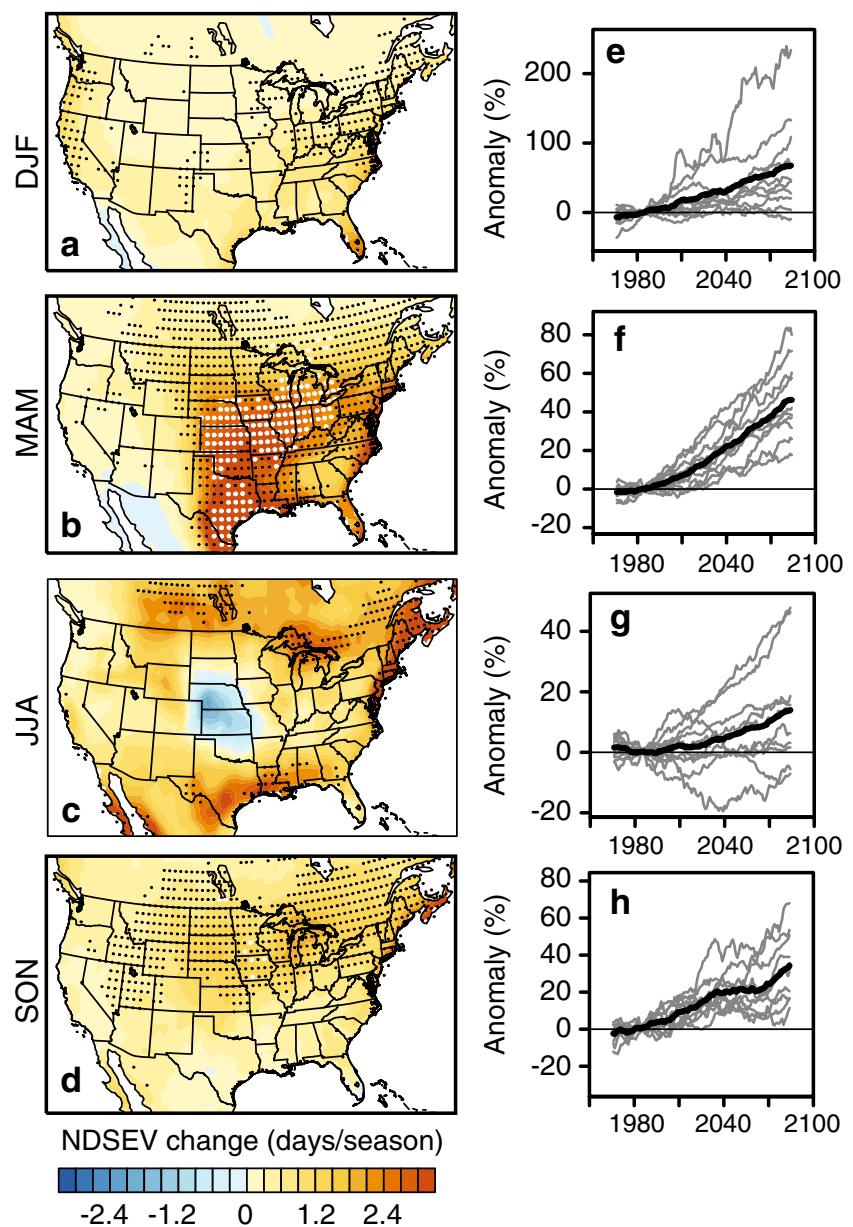 DJF
a
e
Anomaly (%)
200
100
0
1980 2040 2100
MAM
b
f
Anomaly (%)
80
60
40
20
0
-20
1980 2040 2100
JJA
c
g
Anomaly (%)
40
20
0
-20
1980 2040 2100
SON
d
h
Anomaly (%)
80
60
40
20
0
-20
1980 2040 2100
NDSEV change (days/season)
-2.4 -1.2 0 1.2 2.4